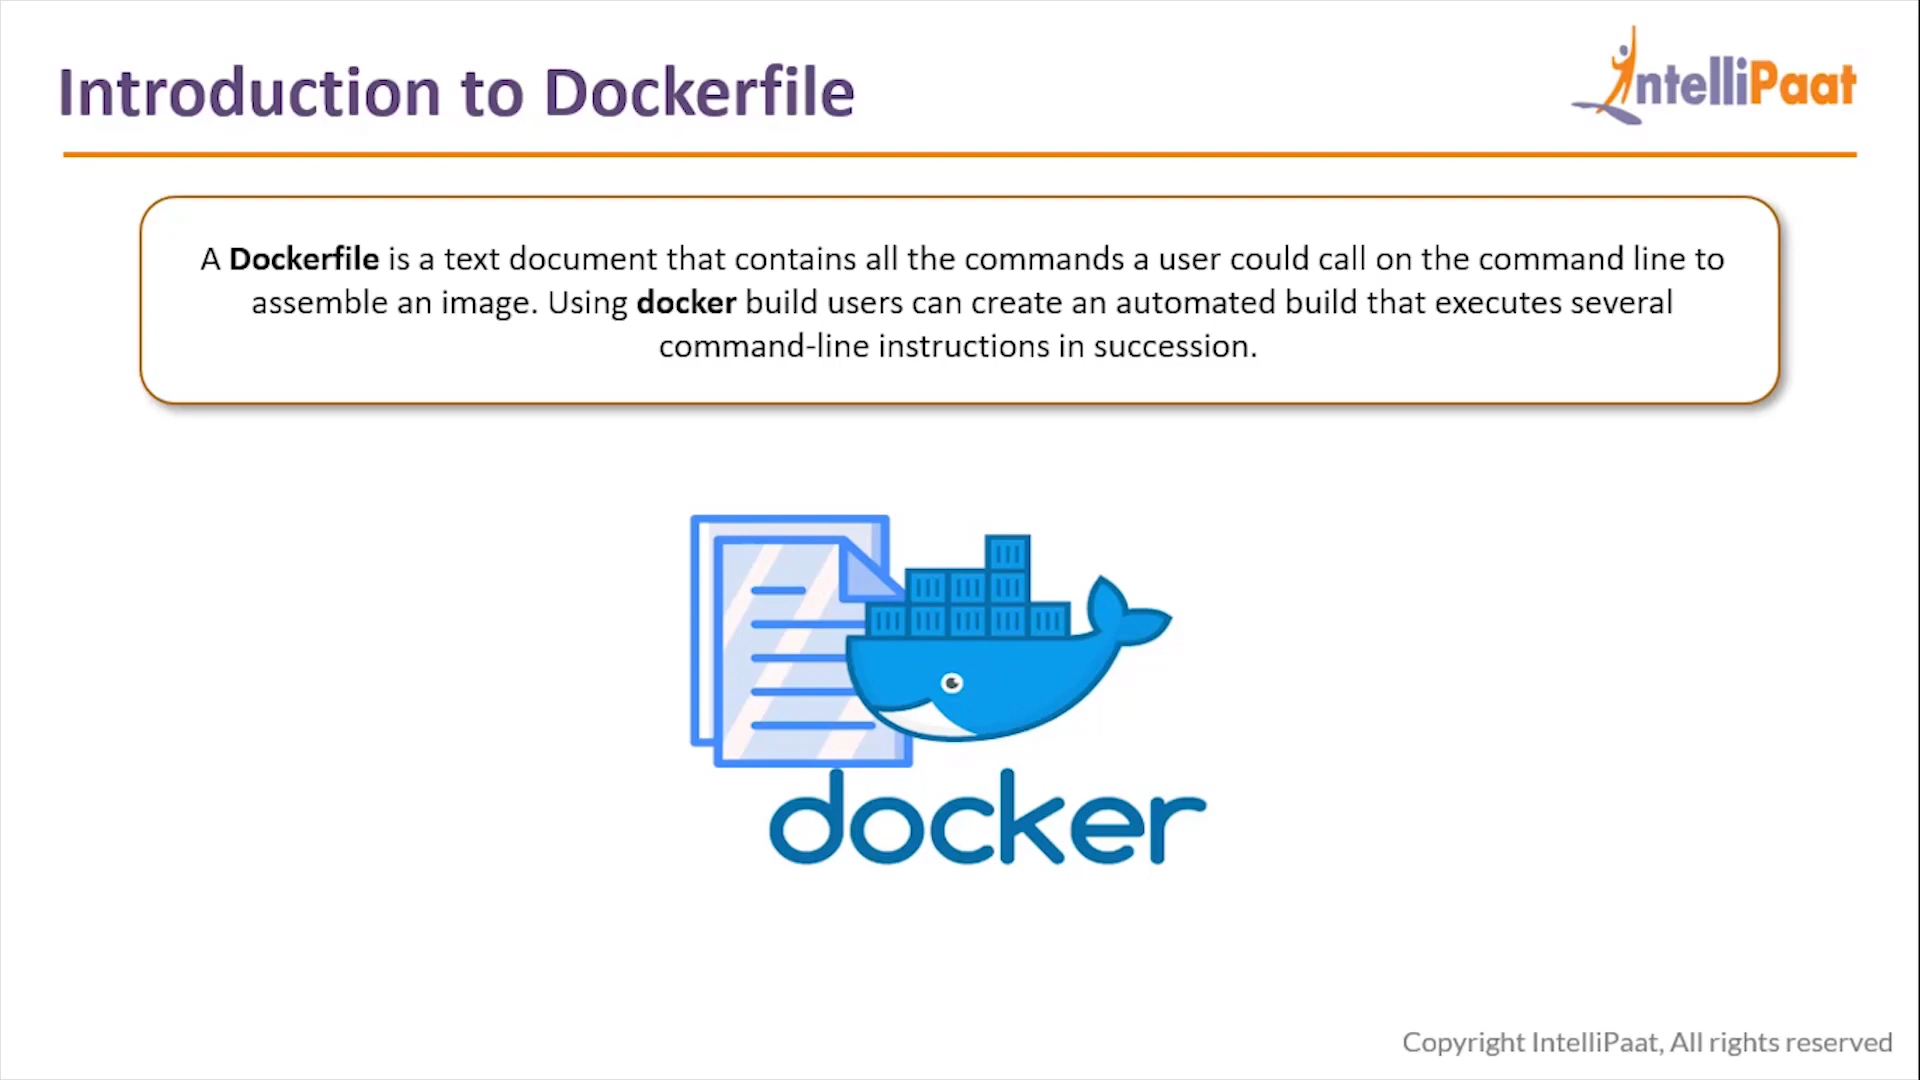 Introduction to Dockerfile
IntelliPaat
A Dockerfile is a text document that contains all the commands a user could call on the command line to
assemble an image. Using docker build users can create an automated build that executes several
command-line instructions in succession.
docker
Copyright IntelliPaat, All rights reserved